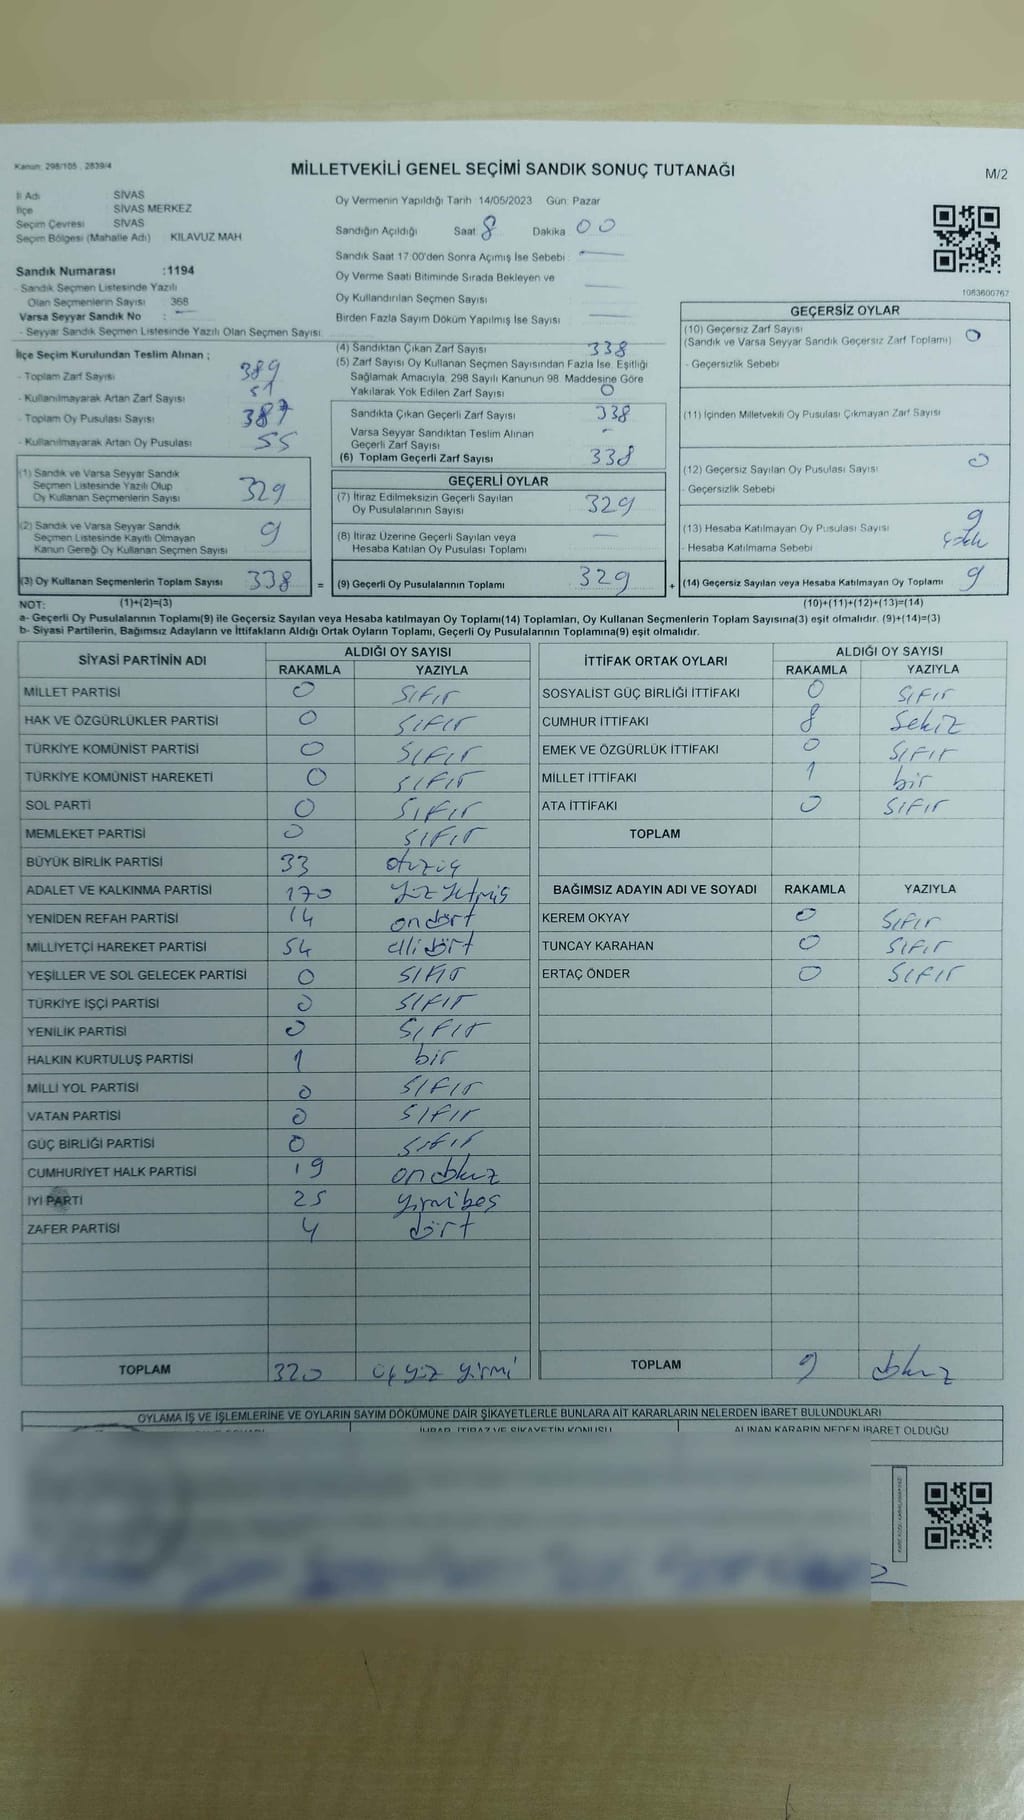 Kanun: 298/105 , 2839/4
MİLLETVEKİLİ GENEL SEÇİMİ SANDIK SONUÇ TUTANAĞI
M/2
İl Adı SİVAS
İlçe SİVAS MERKEZ
Seçim Çevresi SİVAS
Seçim Bölgesi (Mahalle Adı) KILAVUZ MAH
Sandık Numarası :1194
- Sandık Seçmen Listesinde Yazılı
Olan Seçmenlerin Sayısı 368
Varsa Seyyar Sandık No : —
- Seyyar Sandık Seçmen Listesinde Yazılı Olan Seçmen Sayısı
Oy Vermenin Yapıldığı Tarih 14/05/2023 Gün: Pazar
Sandığın Açıldığı Saat 8 Dakika 00
Sandık Saat 17:00'den Sonra Açımış İse Sebebi —
Oy Verme Saati Bitiminde Sırada Bekleyen ve
Oy Kullandırılan Seçmen Sayısı —
Birden Fazla Sayım Döküm Yapılmış İse Sayısı —
1083600767
İlçe Seçim Kurulundan Teslim Alınan ;
- Toplam Zarf Sayısı 389
- Kullanılmayarak Artan Zarf Sayısı 51
- Toplam Oy Pusulası Sayısı 387
- Kullanılmayarak Artan Oy Pusulası 55
(4) Sandıktan Çıkan Zarf Sayısı 338
(5) Zarf Sayısı Oy Kullanan Seçmen Sayısından Fazla İse, Eşitliği
Sağlamak Amacıyla, 298 Sayılı Kanunun 98. Maddesine Göre
Yakılarak Yok Edilen Zarf Sayısı 0
Sandıkta Çıkan Geçerli Zarf Sayısı 338
Varsa Seyyar Sandıktan Teslim Alınan
Geçerli Zarf Sayısı -
(6) Toplam Geçerli Zarf Sayısı 338
GEÇERSİZ OYLAR
(10) Geçersiz Zarf Sayısı 0
(Sandık ve Varsa Seyyar Sandık Geçersiz Zarf Toplamı)
- Geçersizlik Sebebi
(11) İçinden Milletvekili Oy Pusulası Çıkmayan Zarf Sayısı
(12) Geçersiz Sayılan Oy Pusulası Sayısı 0
- Geçersizlik Sebebi
(13) Hesaba Katılmayan Oy Pusulası Sayısı 9
- Hesaba Katılmama Sebebi
(1) Sandık ve Varsa Seyyar Sandık
Seçmen Listesinde Yazılı Olup
Oy Kullanan Seçmenlerin Sayısı 329
(2) Sandık ve Varsa Seyyar Sandık
Seçmen Listesinde Kayıtlı Olmayan
Kanun Gereği Oy Kullanan Seçmen Sayısı 9
GEÇERLİ OYLAR
(7) İtiraz Edilmeksizin Geçerli Sayılan
Oy Pusulalarının Sayısı 329
(8) İtiraz Üzerine Geçerli Sayılan veya
Hesaba Katılan Oy Pusulası Toplamı —
(3) Oy Kullanan Seçmenlerin Toplam Sayısı 338 = (9) Geçerli Oy Pusulalarının Toplamı 329 + (14) Geçersiz Sayılan veya Hesaba Katılmayan Oy Toplamı 9
NOT: (1)+(2)=(3) (10)+(11)+(12)+(13)=(14)
a- Geçerli Oy Pusulalarının Toplamı(9) ile Geçersiz Sayılan veya Hesaba katılmayan Oy Toplamı(14) Toplamları, Oy Kullanan Seçmenlerin Toplam Sayısına(3) eşit olmalıdır. (9)+(14)=(3)
b- Siyasi Partilerin, Bağımsız Adayların ve İttifakların Aldığı Ortak Oyların Toplamı, Geçerli Oy Pusulalarının Toplamına(9) eşit olmalıdır.
SİYASİ PARTİNİN ADI ALDIĞI OY SAYISI
RAKAMLA YAZIYLA
MİLLET PARTİSİ 0 Sıfır
HAK VE ÖZGÜRLÜKLER PARTİSİ 0 SIFIR
TÜRKİYE KOMÜNİST PARTİSİ 0 SIFIR
TÜRKİYE KOMÜNİST HAREKETİ 0 SIFIR
SOL PARTİ 0 SIFIR
MEMLEKET PARTİSİ 0 SIFIR
BÜYÜK BİRLİK PARTİSİ 33 otuzüç
ADALET VE KALKINMA PARTİSİ 170 yüz yetmiş
YENİDEN REFAH PARTİSİ 14 ondört
MİLLİYETÇİ HAREKET PARTİSİ 54 ellidört
YEŞİLLER VE SOL GELECEK PARTİSİ 0 SIFIR
TÜRKİYE İŞÇİ PARTİSİ 0 SIFIR
YENİLİK PARTİSİ 0 SIFIR
HALKIN KURTULUŞ PARTİSİ 1 bir
MİLLİ YOL PARTİSİ 0 SIFIR
VATAN PARTİSİ 0 SIFIR
GÜÇ BİRLİĞİ PARTİSİ 0 SIFIR
CUMHURİYET HALK PARTİSİ 19 ondokuz
İYİ PARTİ 25 yirmibeş
ZAFER PARTİSİ 4 dört
TOPLAM 320 üçyüz yirmi
İTTİFAK ORTAK OYLARI ALDIĞI OY SAYISI
RAKAMLA YAZIYLA
SOSYALİST GÜÇ BİRLİĞİ İTTİFAKI 0 SIFIR
CUMHUR İTTİFAKI 8 Sekiz
EMEK VE ÖZGÜRLÜK İTTİFAKI 0 SIFIR
MİLLET İTTİFAKI 1 bir
ATA İTTİFAKI 0 SIFIR
TOPLAM
BAĞIMSIZ ADAYIN ADI VE SOYADI RAKAMLA YAZIYLA
KEREM OKYAY 0 SIFIR
TUNCAY KARAHAN 0 SIFIR
ERTAÇ ÖNDER 0 SIFIR
TOPLAM 9 dokuz
OYLAMA İŞ VE İŞLEMLERİNE VE OYLARIN SAYIM DÖKÜMÜNE DAİR ŞİKAYETLERLE BUNLARA AİT KARARLARIN NELERDEN İBARET BULUNDUKLARI
İHBAR, İTİRAZ VE ŞİKAYETİN KONUSU ALINAN KARARIN NEDEN İBARET OLDUĞU